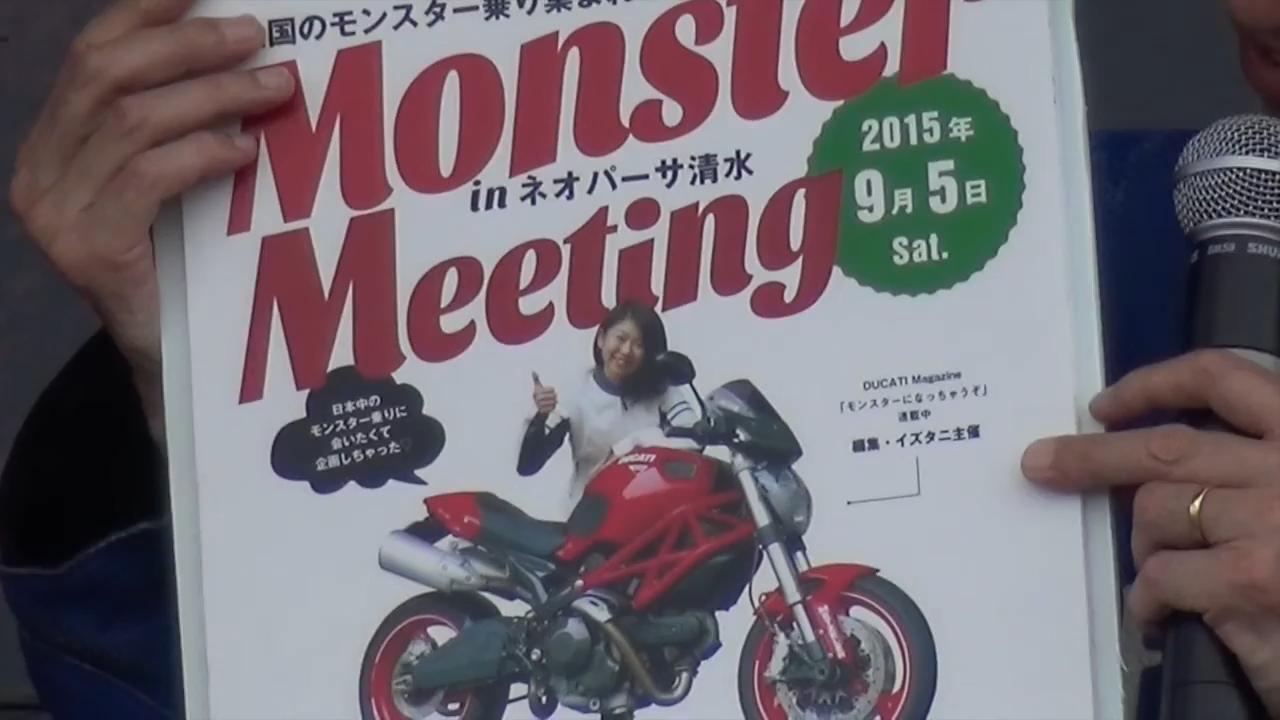 国のモンスター乗り集まれ
Monster
in ネオパーサ清水
Meeting
2015年
9月5日
Sat.
日本中の
モンスター乗りに
会いたくて
企画しちゃった♡
DUCATI Magazine
「モンスターになっちゃうぞ」
連載中
編集・イズタニ主催
DUCATI